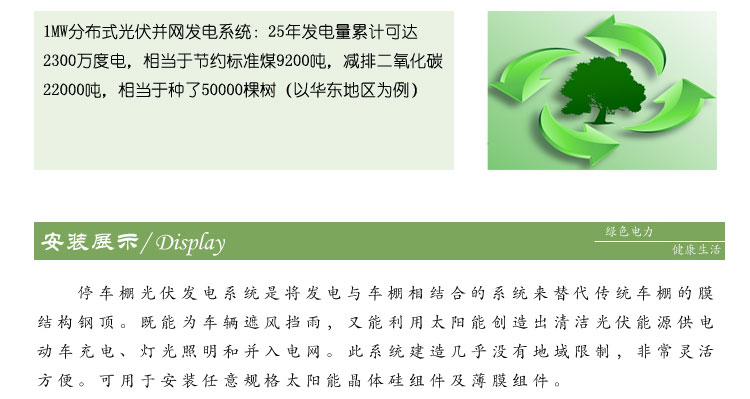 1MW分布式光伏并网发电系统：25年发电量累计可达
2300万度电，相当于节约标准煤9200吨，减排二氧化碳
22000吨，相当于种了50000棵树（以华东地区为例）
安装展示/Display
绿色电力
健康生活
停车棚光伏发电系统是将发电与车棚相结合的系统来替代传统车棚的膜
结构钢顶。既能为车辆遮风挡雨，又能利用太阳能创造出清洁光伏能源供电
动车充电、灯光照明和并入电网。此系统建造几乎没有地域限制，非常灵活
方便。可用于安装任意规格太阳能晶体硅组件及薄膜组件。